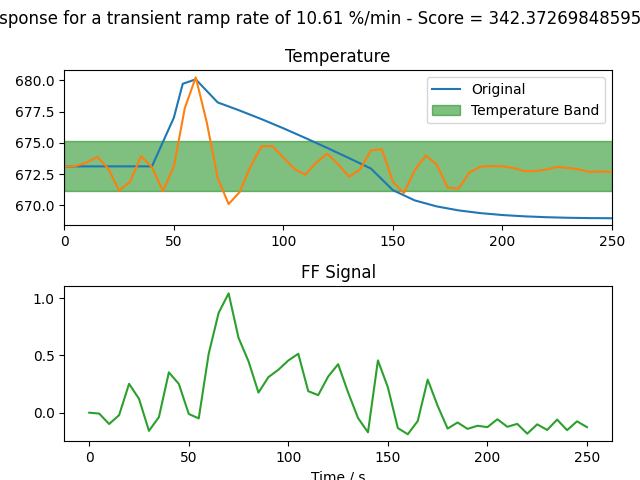 sponse for a transient ramp rate of 10.61 %/min - Score = 342.37269848595
Temperature
680.0
677.5
675.0
672.5
670.0
Original
Temperature Band
0 50 100 150 200 250
FF Signal
1.0
0.5
0.0
0 50 100 150 200 250
Time / s